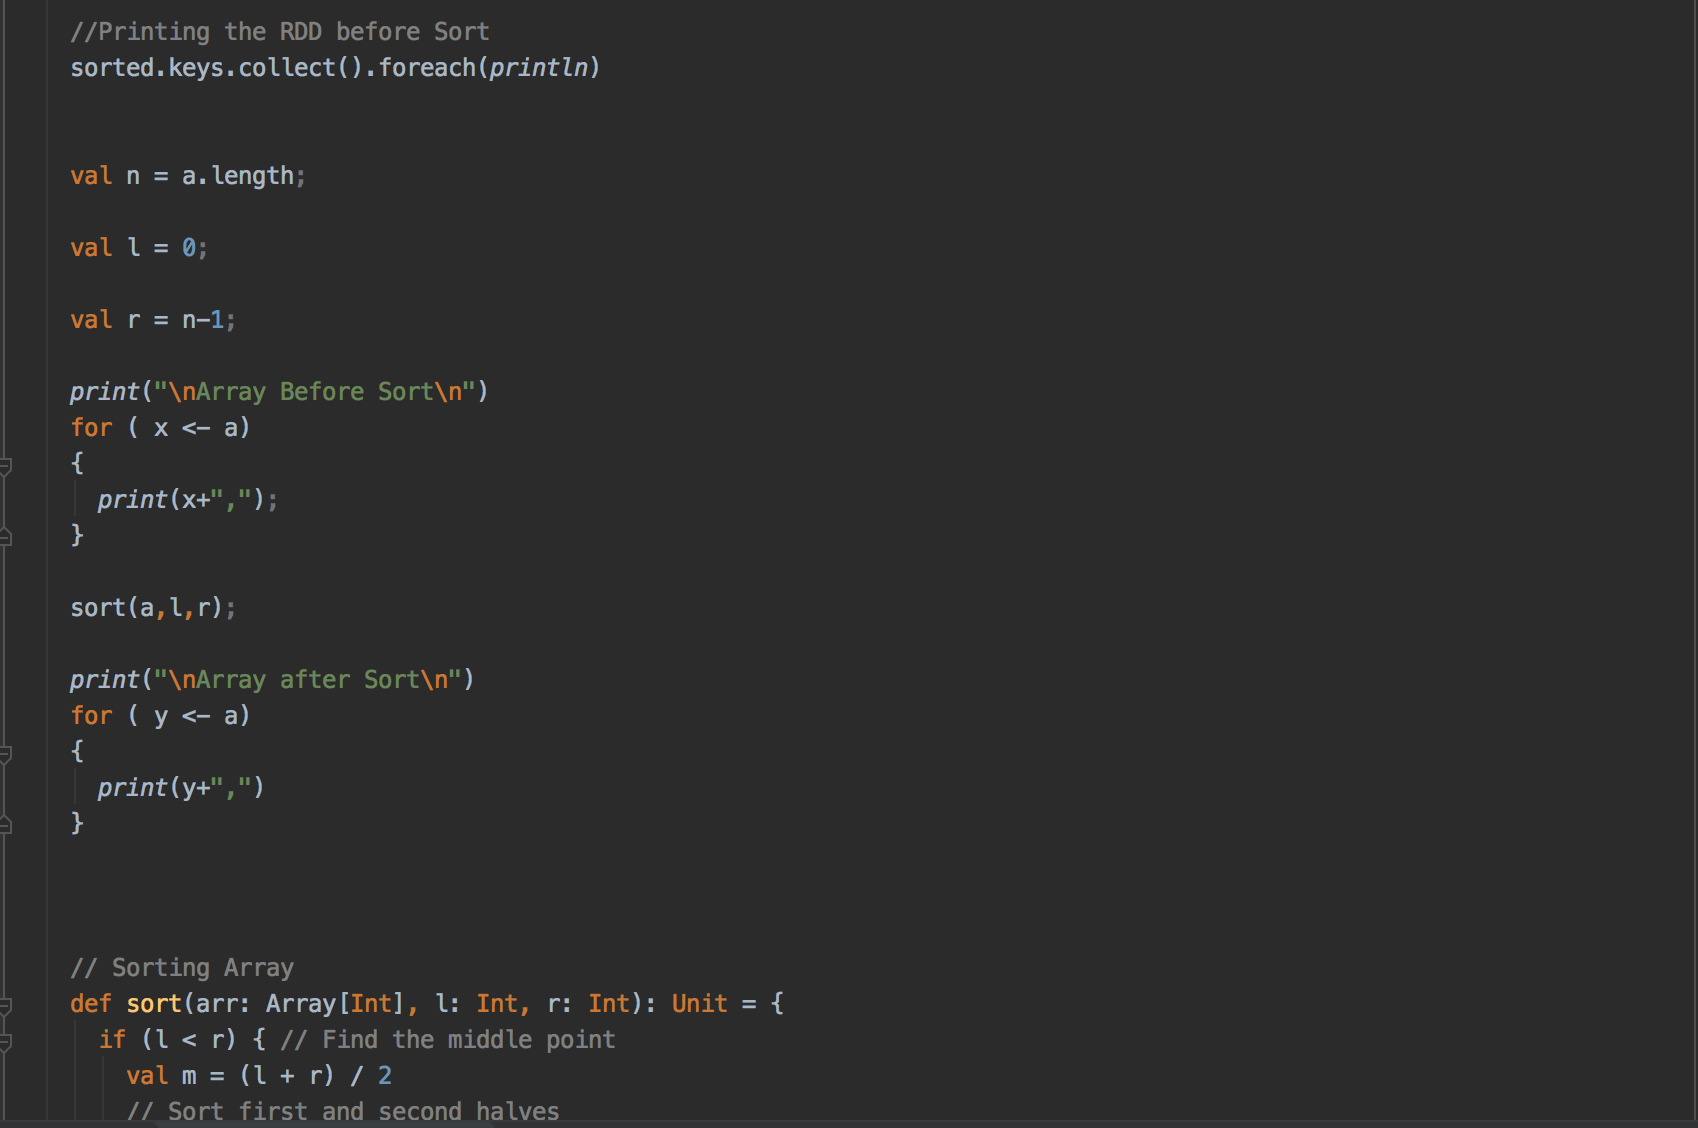 //Printing the RDD before Sort
sorted.keys.collect().foreach(println)
val n = a.length;
val l = 0;
val r = n-1;
print("\nArray Before Sort\n")
for ( x <- a)
{
print(x+",");
}
sort(a,l,r);
print("\nArray after Sort\n")
for ( y <- a)
{
print(y+",")
}
// Sorting Array
def sort(arr: Array[Int], l: Int, r: Int): Unit = {
if (l < r) { // Find the middle point
val m = (l + r) / 2
// Sort first and second halves